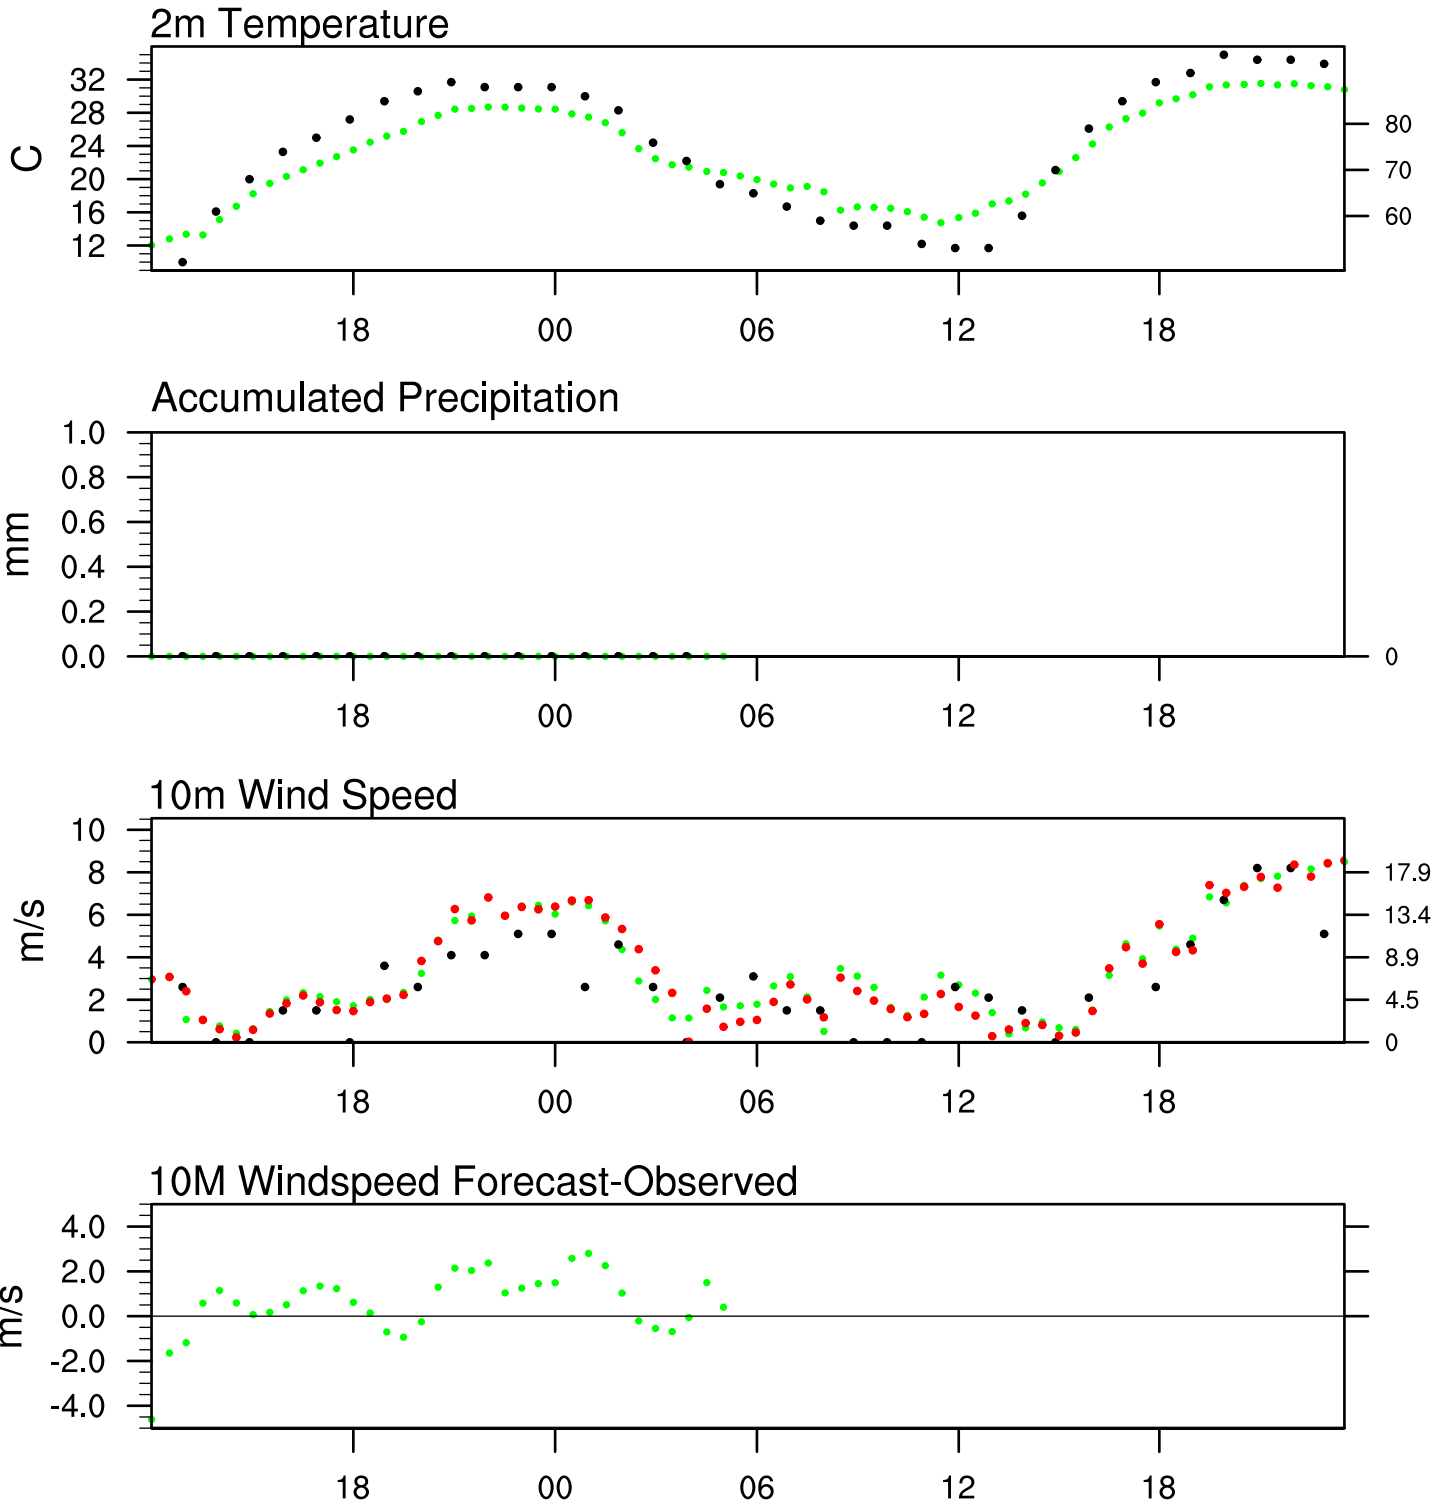 2m Temperature
32
28
24
20
16
12
C
80
70
60
18 00 06 12 18
Accumulated Precipitation
1.0
0.8
0.6
0.4
0.2
0.0
mm
0
18 00 06 12 18
10m Wind Speed
10
8
6
4
2
0
m/s
17.9
13.4
8.9
4.5
0
18 00 06 12 18
10M Windspeed Forecast-Observed
4.0
2.0
0.0
-2.0
-4.0
m/s
18 00 06 12 18